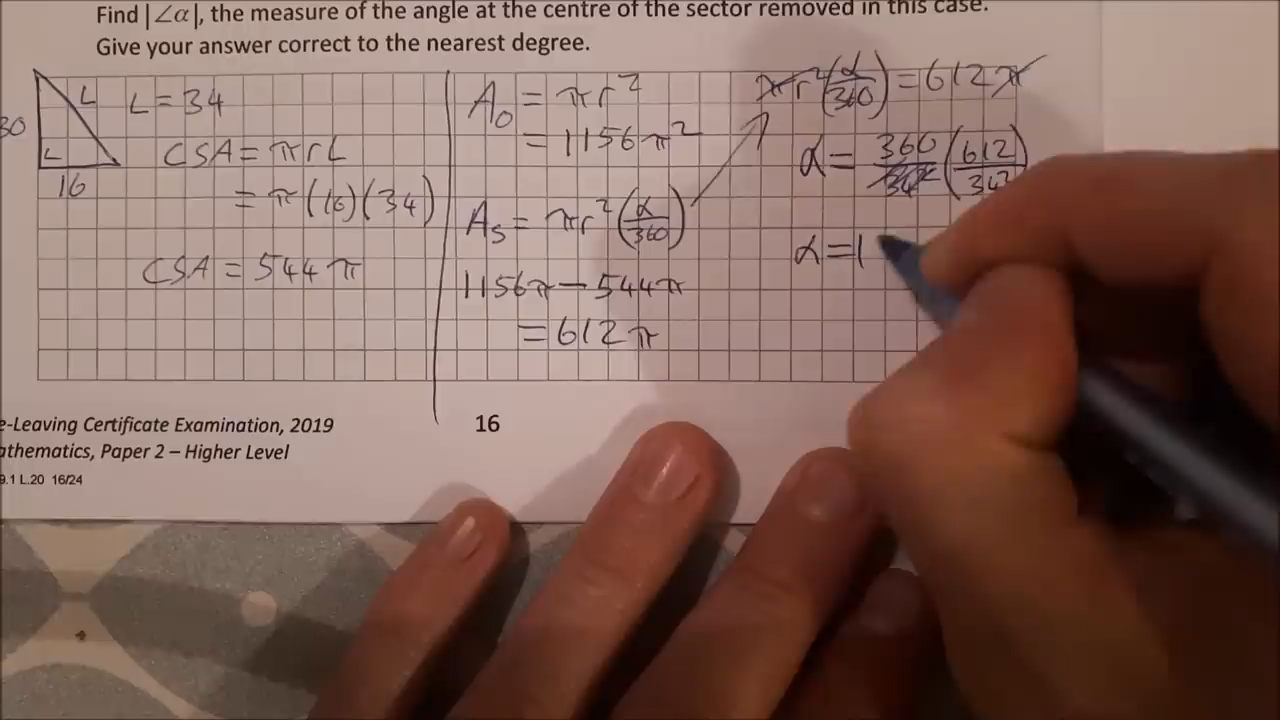 Find |∠α|, the measure of the angle at the centre of the sector removed in this case.
Give your answer correct to the nearest degree.
30
L
L
16
L = 34
CSA = πrL
= π(16)(34)
CSA = 544π
A₀ = πr²
= 1156π²
Aₛ = πr²(α/360)
1156π − 544π
= 612π
πr²(α/360) = 612π
α = 360 (612/34²)
α = 1
e-Leaving Certificate Examination, 2019
athematics, Paper 2 – Higher Level
9.1 L.20 16/24
16